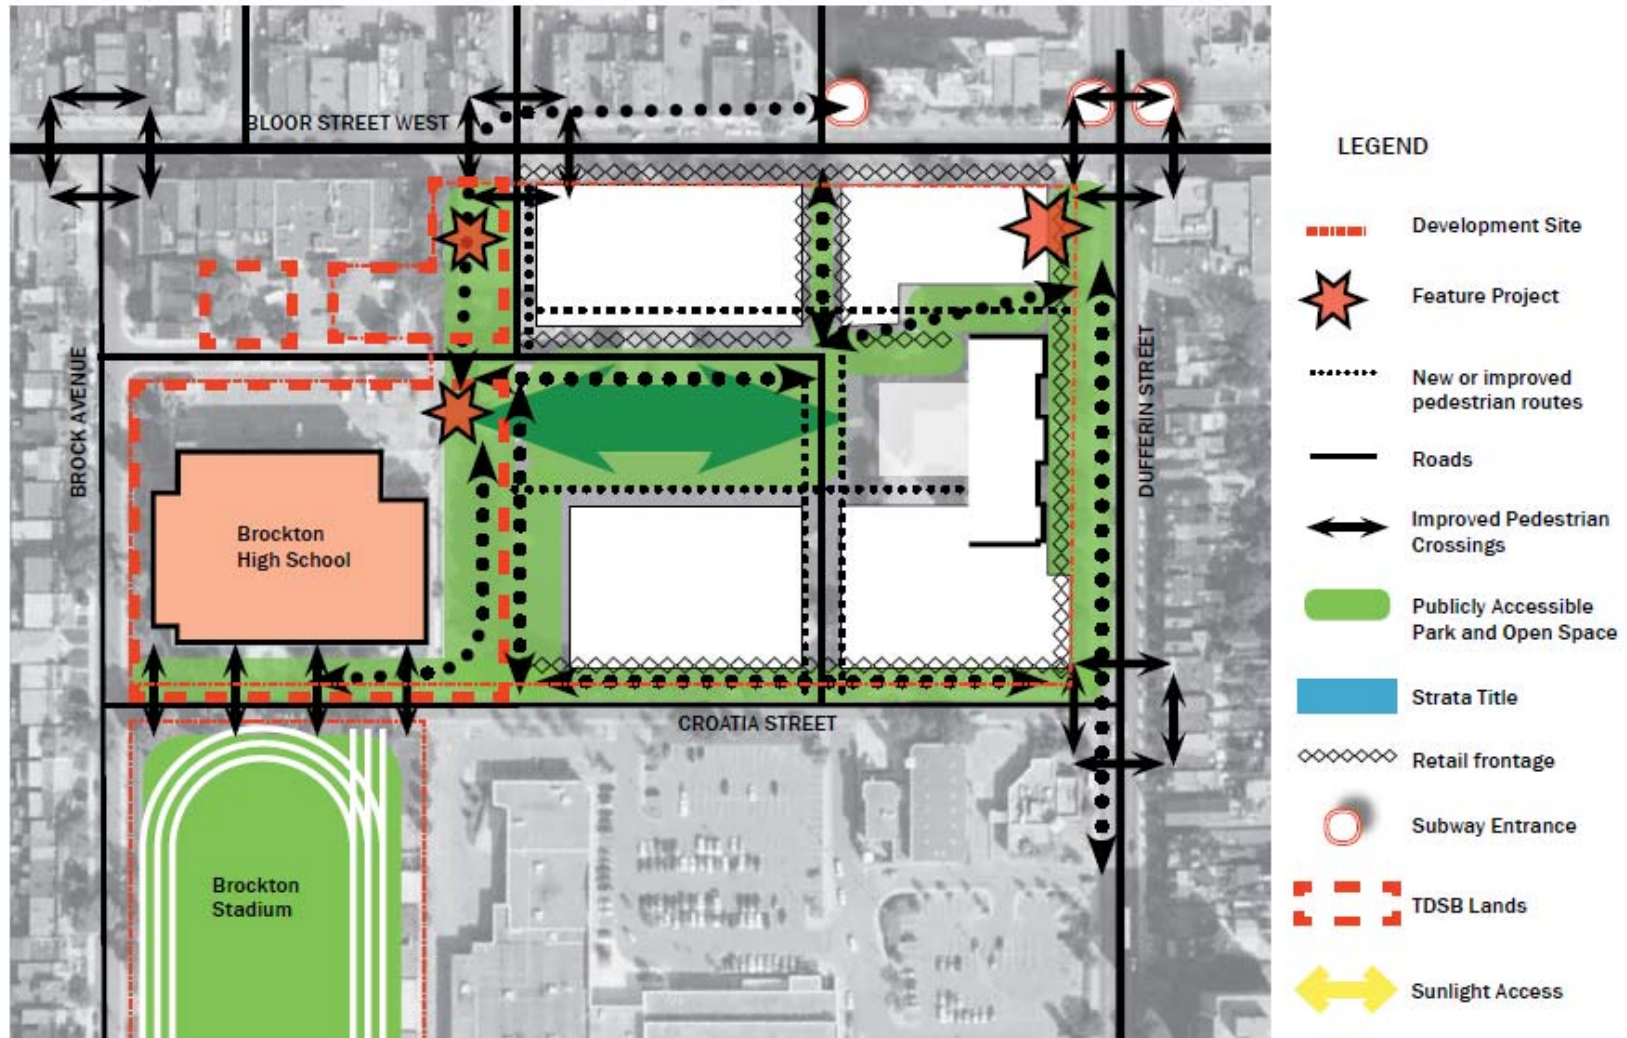 BLOOR STREET WEST
BROCK AVENUE
DUFFERIN STREET
Brockton
High School
CROATIA STREET
Brockton
Stadium
LEGEND
Development Site
Feature Project
New or improved
pedestrian routes
Roads
Improved Pedestrian
Crossings
Publicly Accessible
Park and Open Space
Strata Title
Retail frontage
Subway Entrance
TDSB Lands
Sunlight Access